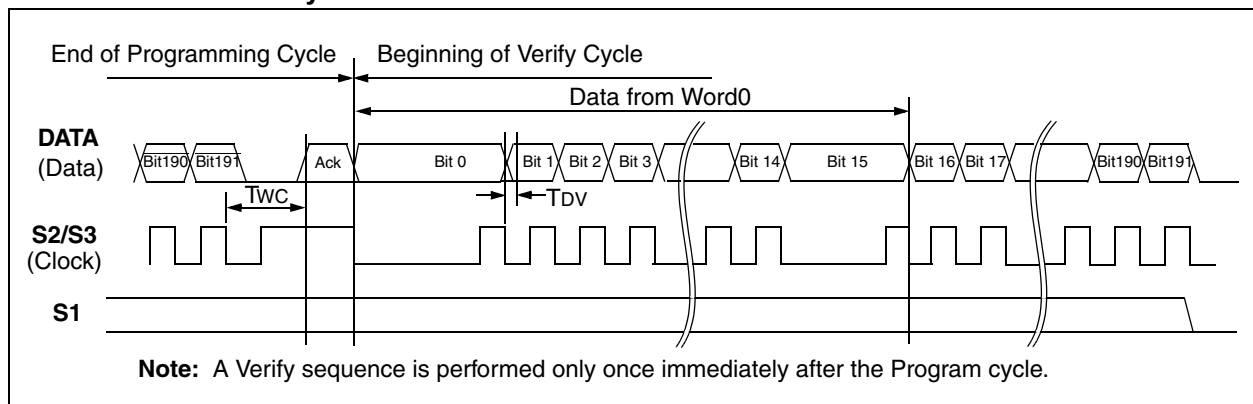 End of Programming Cycle Beginning of Verify Cycle
Data from Word0
DATA
(Data)
Bit190 Bit191 Ack Bit 0 Bit 1 Bit 2 Bit 3 Bit 14 Bit 15 Bit 16 Bit 17 Bit190 Bit191
TWC TDV
S2/S3
(Clock)
S1
Note: A Verify sequence is performed only once immediately after the Program cycle.